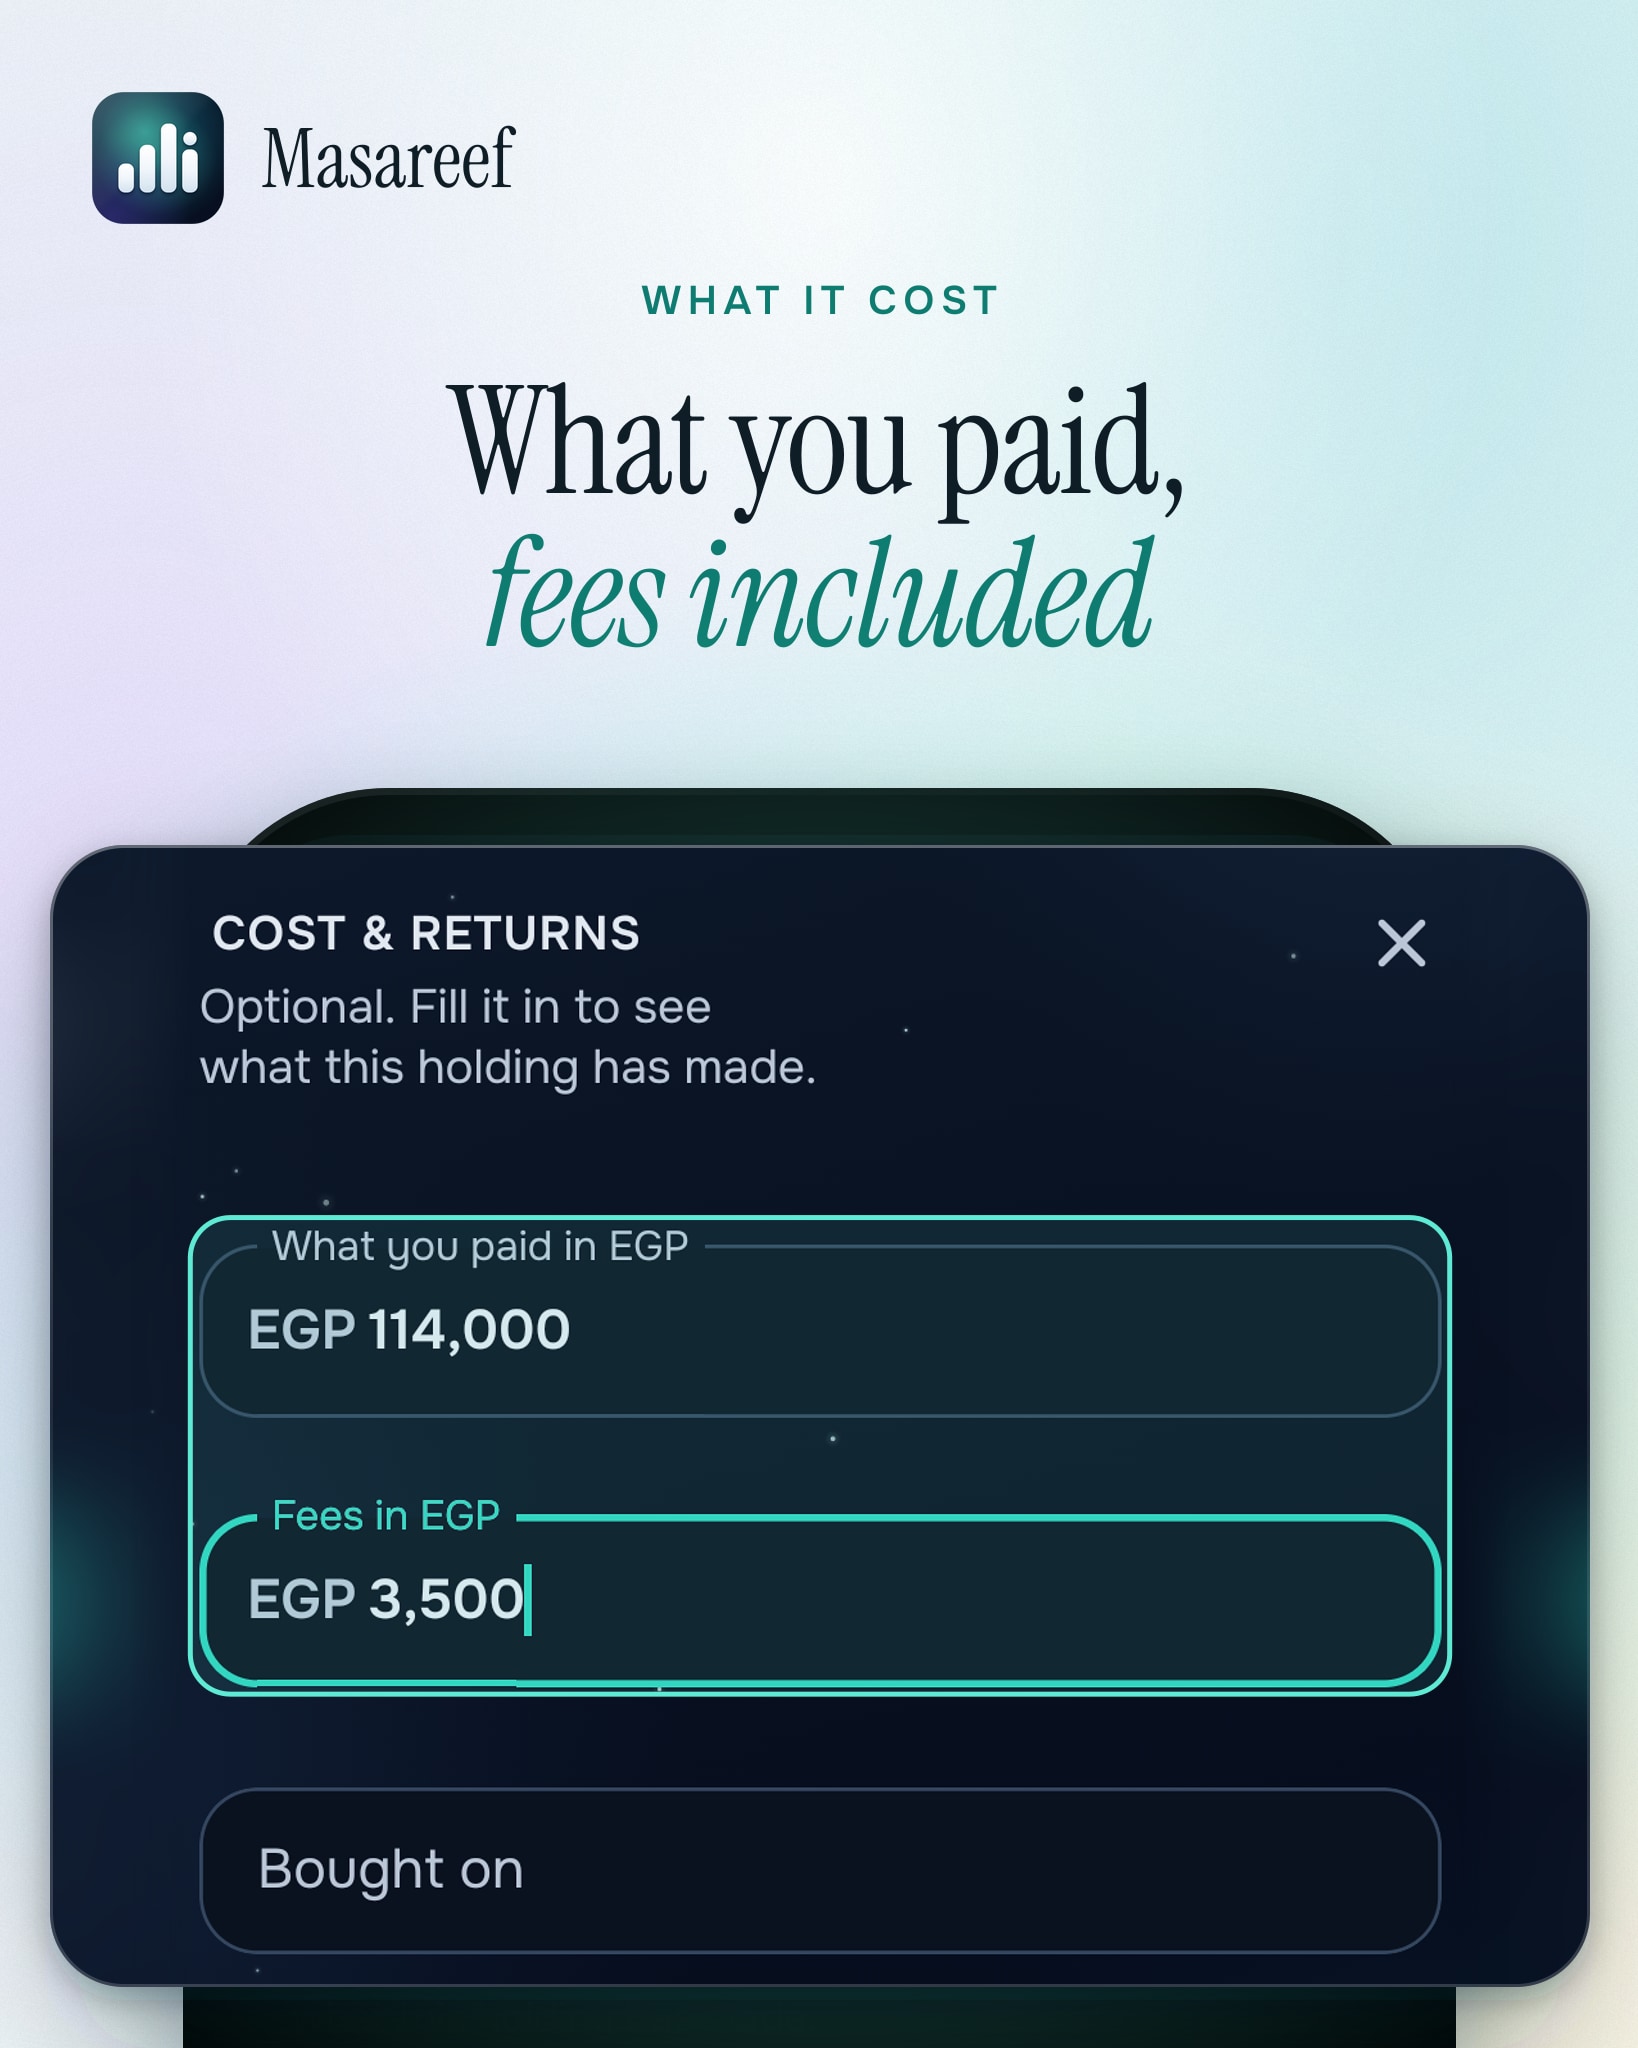 Masareef
WHAT IT COST
What you paid,
fees included
COST & RETURNS
Optional. Fill it in to see
what this holding has made.
What you paid in EGP
EGP 114,000
Fees in EGP
EGP 3,500
Bought on